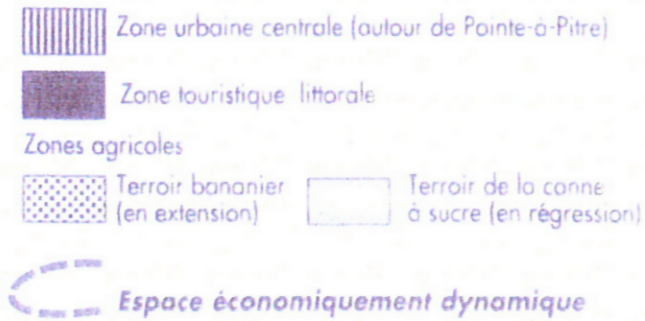 Zone urbaine centrale (autour de Pointe-à-Pitre)
Zone touristique littorale
Zones agricoles
Terroir bananier
(en extension)
Terroir de la canne
à sucre (en régression)
Espace économiquement dynamique